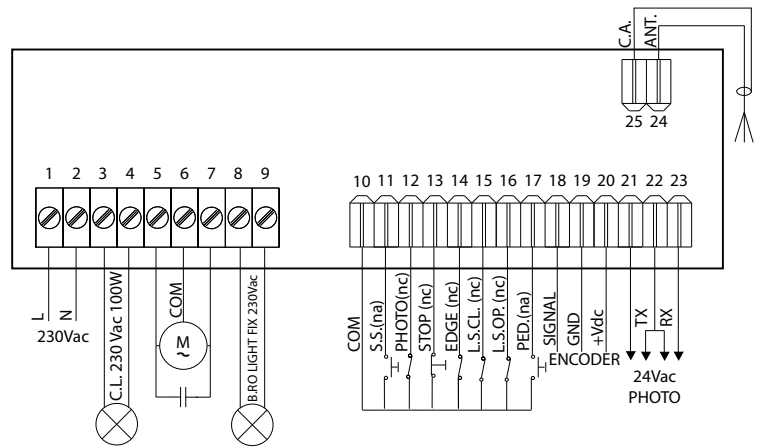 C.A.
ANT.
25 24
1 2 3 4 5 6 7 8 9
10 11 12 13 14 15 16 17 18 19 20 21 22 23
L
N
230Vac
C.L. 230 Vac 100W
COM
M
~
B.RO LIGHT FIX 230Vac
COM
S.S.(na)
PHOTO(nc)
STOP (nc)
EDGE (nc)
L.S.CL. (nc)
L.S.OP. (nc)
PED.(na)
SIGNAL
GND
+Vdc
ENCODER
TX
RX
24Vac
PHOTO